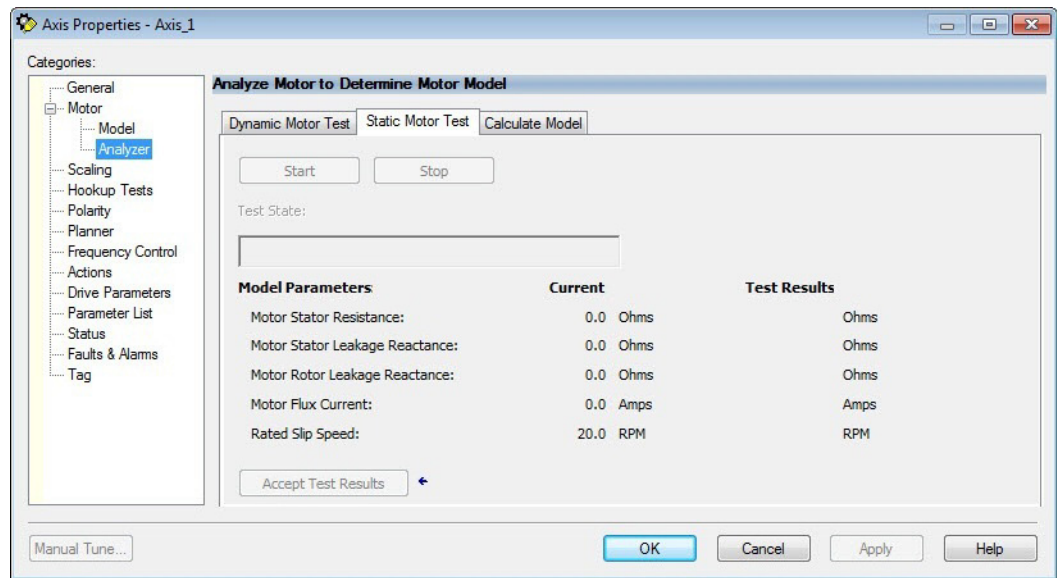 Axis Properties - Axis_1
Categories:
General
Motor
Model
Analyzer
Scaling
Hookup Tests
Polarity
Planner
Frequency Control
Actions
Drive Parameters
Parameter List
Status
Faults & Alarms
Tag
Analyze Motor to Determine Motor Model
Dynamic Motor Test Static Motor Test Calculate Model
Start Stop
Test State:
Model Parameters Current Test Results
Motor Stator Resistance: 0.0 Ohms Ohms
Motor Stator Leakage Reactance: 0.0 Ohms Ohms
Motor Rotor Leakage Reactance: 0.0 Ohms Ohms
Motor Flux Current: 0.0 Amps Amps
Rated Slip Speed: 20.0 RPM RPM
Accept Test Results
Manual Tune... OK Cancel Apply Help